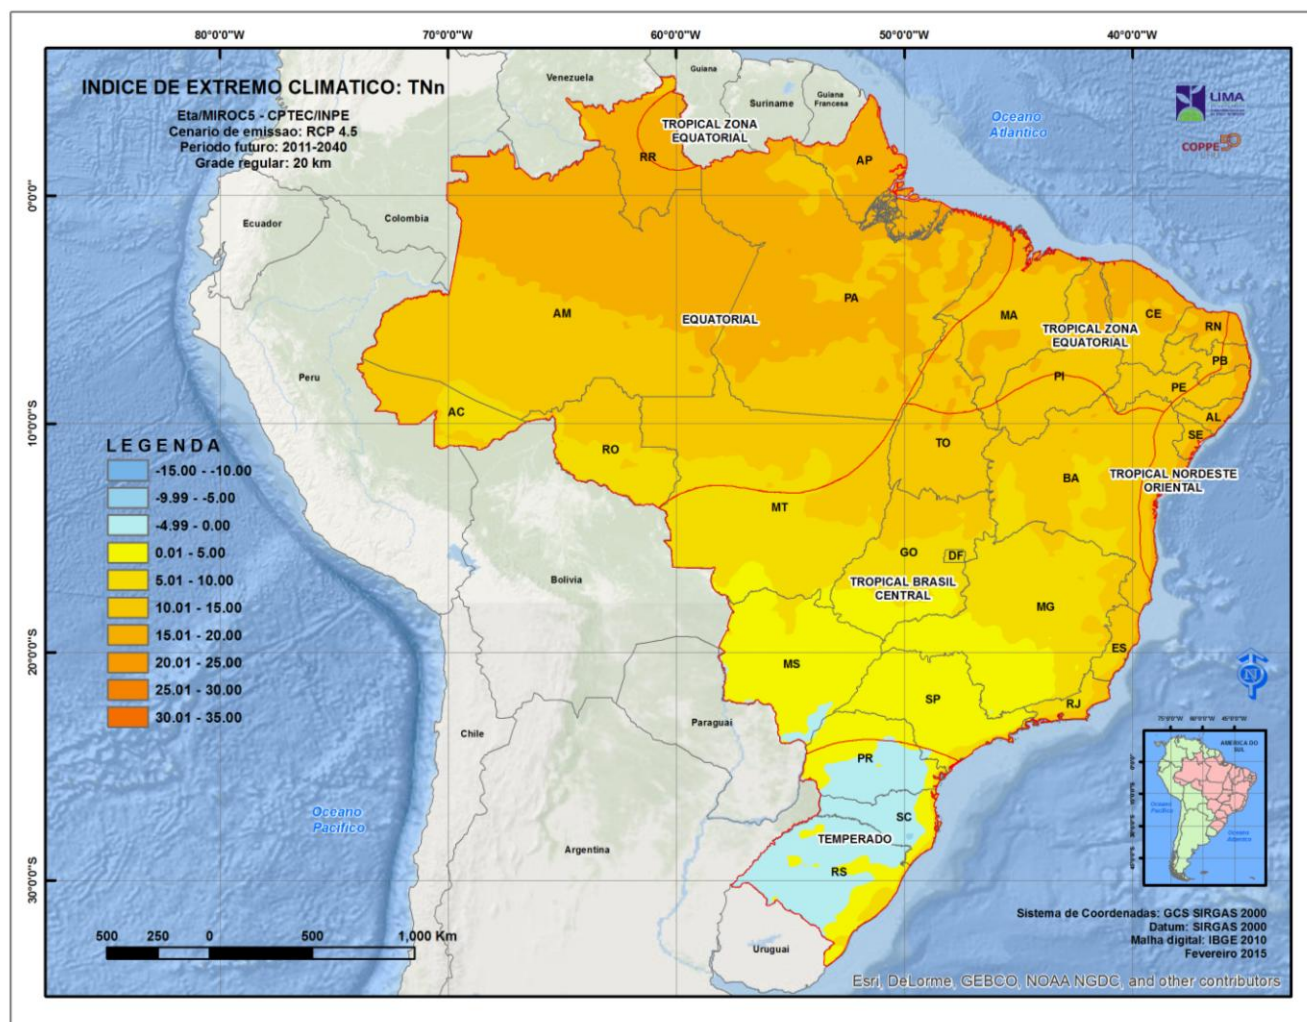 80°0'0"W
70°0'0"W
60°0'0"W
50°0'0"W
40°0'0"W
INDICE DE EXTREMO CLIMATICO: TNn
Eta/MIROC5 - CPTEC/INPE
Cenario de emissao: RCP 4.5
Periodo futuro: 2011-2040
Grade regular: 20 km
Venezuela
Guiana
Suriname
Guiana
Francesa
Oceano
Atlantico
LIMA
COPPE
TROPICAL ZONA
EQUATORIAL
RR
AP
0°0'0"
Ecuador
Colombia
AM
EQUATORIAL
PA
MA
TROPICAL ZONA
EQUATORIAL
CE
RN
PB
PI
PE
AL
SE
Peru
AC
RO
TO
BA
TROPICAL NORDESTE
ORIENTAL
MT
10°0'0"S
LEGENDA
-15.00 - -10.00
-9.99 - -5.00
-4.99 - 0.00
0.01 - 5.00
5.01 - 10.00
10.01 - 15.00
15.01 - 20.00
20.01 - 25.00
25.01 - 30.00
30.01 - 35.00
GO
DF
Bolivia
TROPICAL BRASIL
CENTRAL
MG
ES
20°0'0"S
MS
SP
RJ
N
Paraguai
Chile
PR
SC
TEMPERADO
RS
Oceano
Pacifico
Argentina
30°0'0"S
Uruguai
500 250 0 500 1,000 Km
AMERICA DO
SUL
Oceano
Pacifico
Oceano
Atlantico
Sistema de Coordenadas: GCS SIRGAS 2000
Datum: SIRGAS 2000
Malha digital: IBGE 2010
Fevereiro 2015
Esri, DeLorme, GEBCO, NOAA NGDC, and other contributors